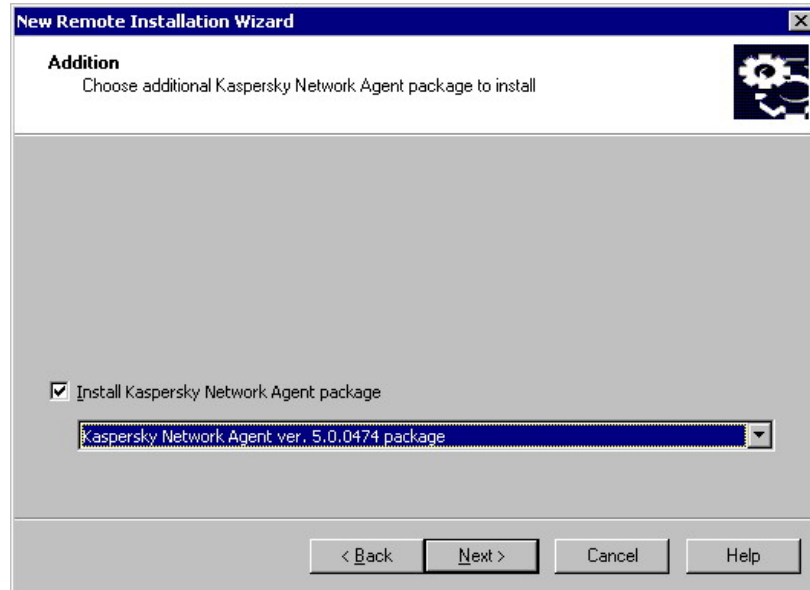 New Remote Installation Wizard
Addition
Choose additional Kaspersky Network Agent package to install
Install Kaspersky Network Agent package
Kaspersky Network Agent ver. 5.0.0474 package
< Back Next > Cancel Help